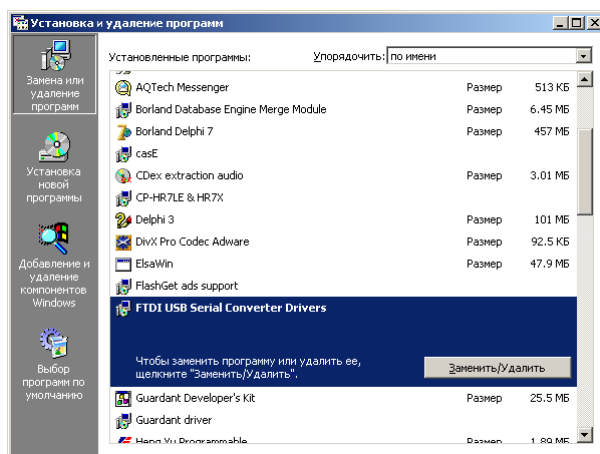 Установка и удаление программ
Замена или
удаление
программ
Установка
новой
программы
Добавление и
удаление
компонентов
Windows
Выбор
программ по
умолчанию
Установленные программы: Упорядочить: по имени
AQTech Messenger Размер 513 КБ
Borland Database Engine Merge Module Размер 6.45 МБ
Borland Delphi 7 Размер 457 МБ
casE
CDex extraction audio Размер 3.01 МБ
CP-HR7LE & HR7X
Delphi 3 Размер 101 МБ
DivX Pro Codec Adware Размер 92.5 КБ
ElsaWin Размер 47.9 МБ
FlashGet ads support
FTDI USB Serial Converter Drivers
Чтобы заменить программу или удалить ее,
щелкните "Заменить/Удалить".
Заменить/Удалить
Guardant Developer's Kit Размер 25.5 МБ
Guardant driver
Heng Yu Programmable Размер 1.89 МБ